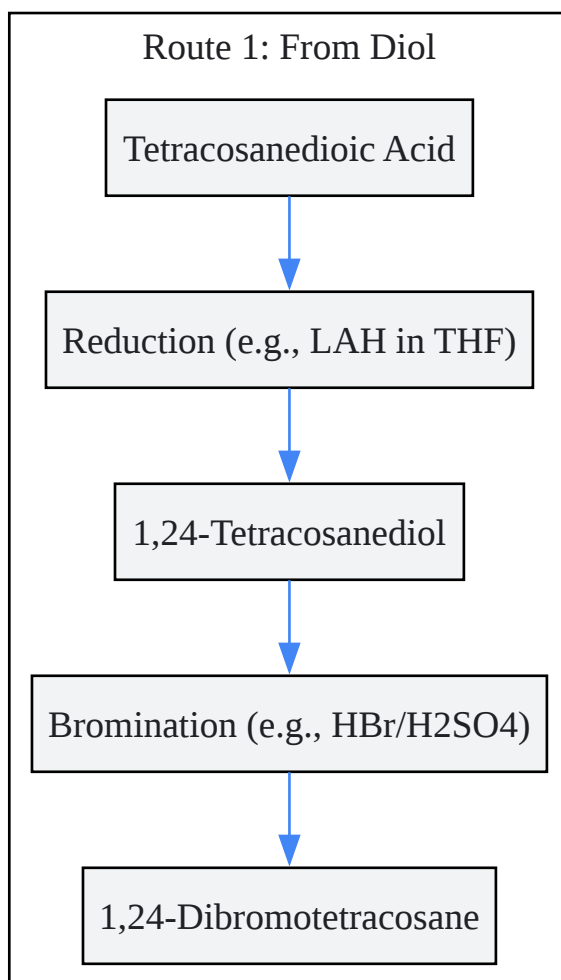 Route 1: From Diol
Tetracosanedioic Acid
Reduction (e.g., LAH in THF)
1,24-Tetracosanediol
Bromination (e.g., HBr/H2SO4)
1,24-Dibromotetracosane